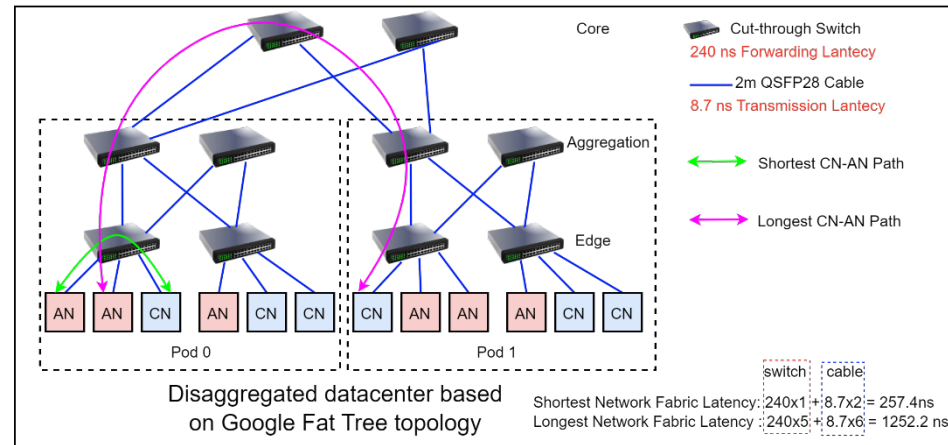 Core
Cut-through Switch
240 ns Forwarding Lantecy
2m QSFP28 Cable
8.7 ns Transmission Lantecy
Aggregation
Shortest CN-AN Path
Longest CN-AN Path
Edge
AN AN CN AN CN CN CN AN AN AN CN CN
Pod 0 Pod 1
Disaggregated datacenter based
on Google Fat Tree topology
switch cable
Shortest Network Fabric Latency: 240x1 + 8.7x2 = 257.4ns
Longest Network Fabric Latency : 240x5 + 8.7x6 = 1252.2 ns